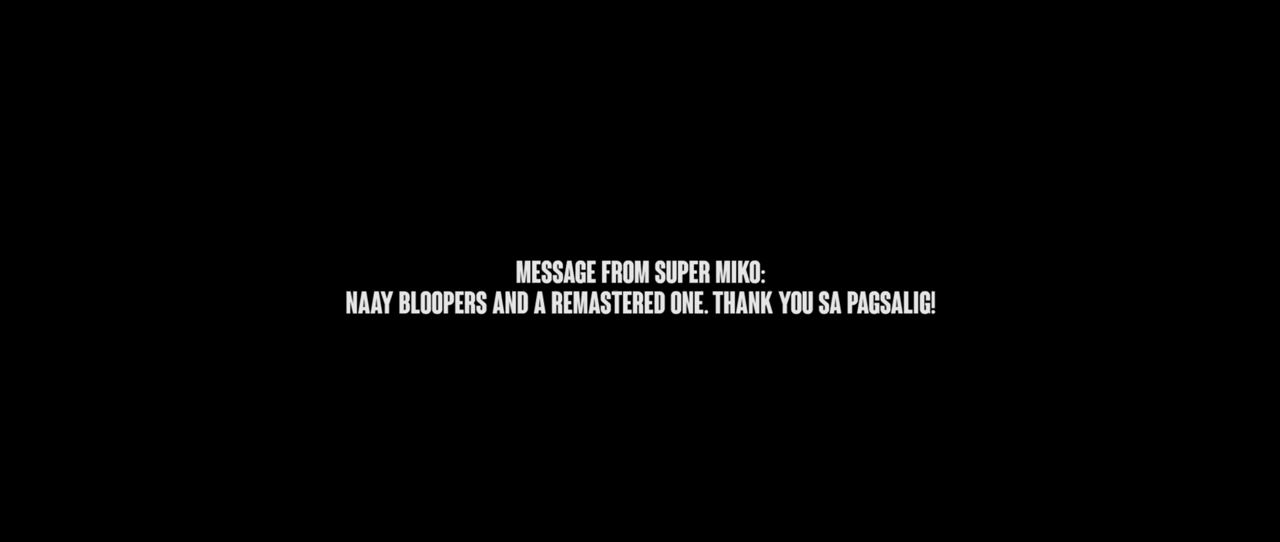 MESSAGE FROM SUPER MIKO:
NAAY BLOOPERS AND A REMASTERED ONE. THANK YOU SA PAGSALIG!